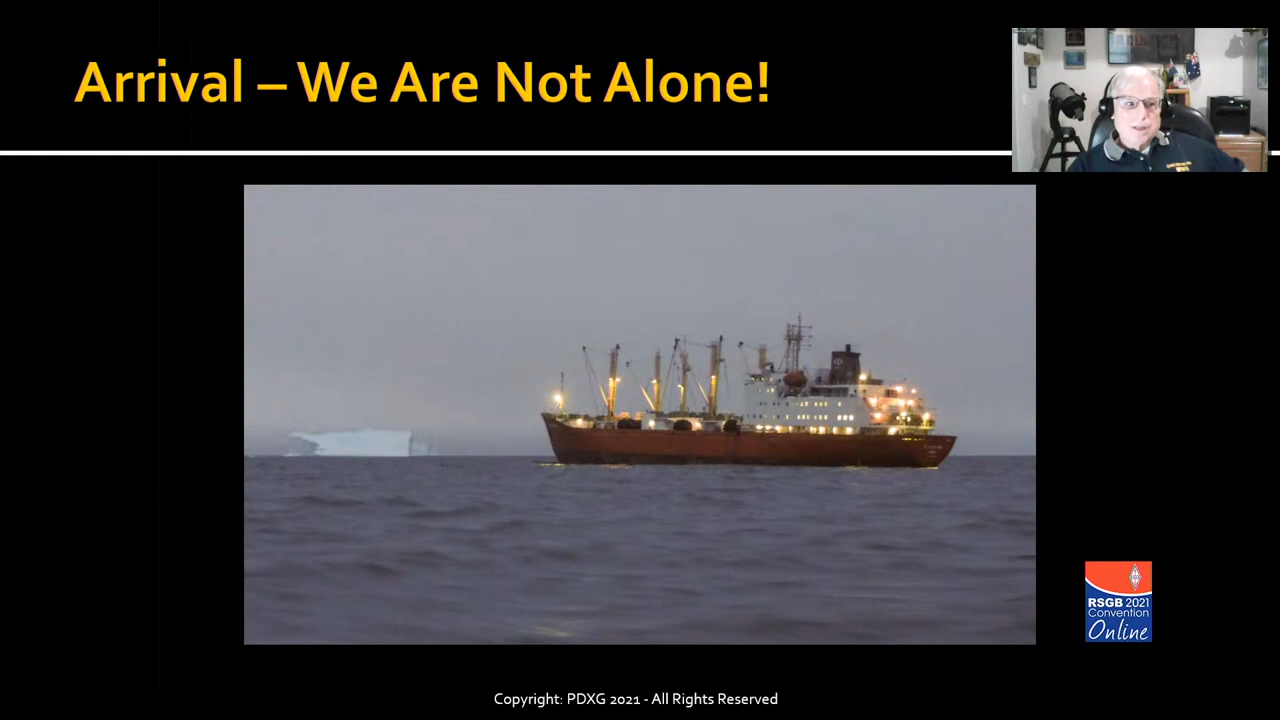 Arrival – We Are Not Alone!
RSGB 2021
Convention
Online
Copyright: PDXG 2021 - All Rights Reserved